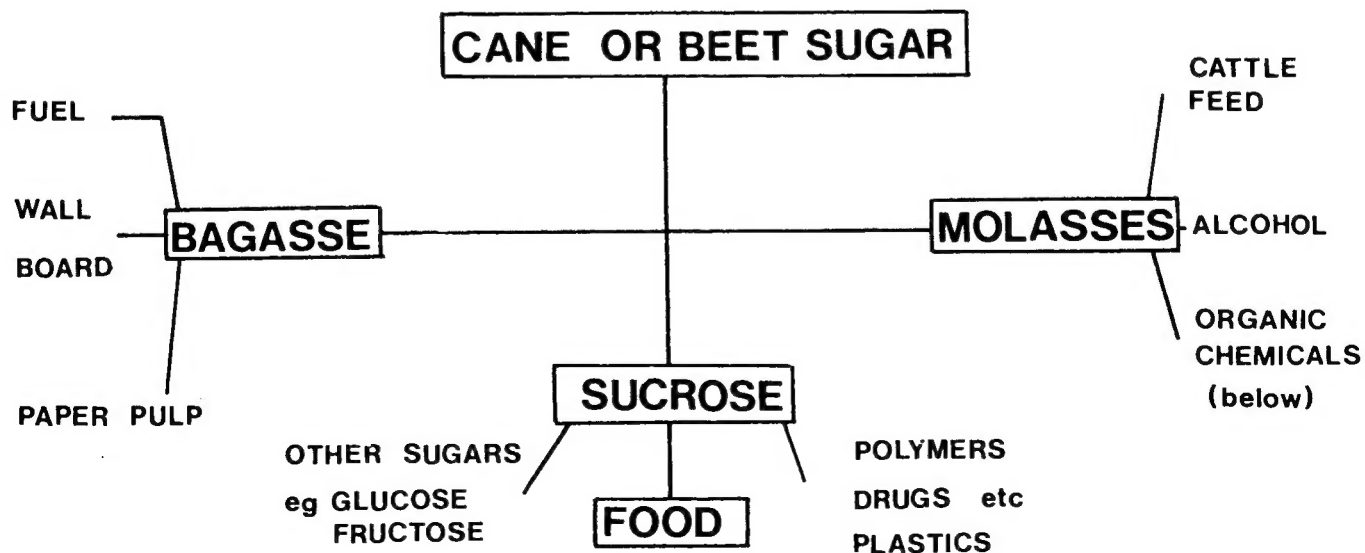 CANE OR BEET SUGAR
FUEL
WALL
BOARD
PAPER PULP
BAGASSE
MOLASSES
CATTLE
FEED
ALCOHOL
ORGANIC
CHEMICALS
(below)
SUCROSE
OTHER SUGARS
eg GLUCOSE
FRUCTOSE
FOOD
POLYMERS
DRUGS etc
PLASTICS